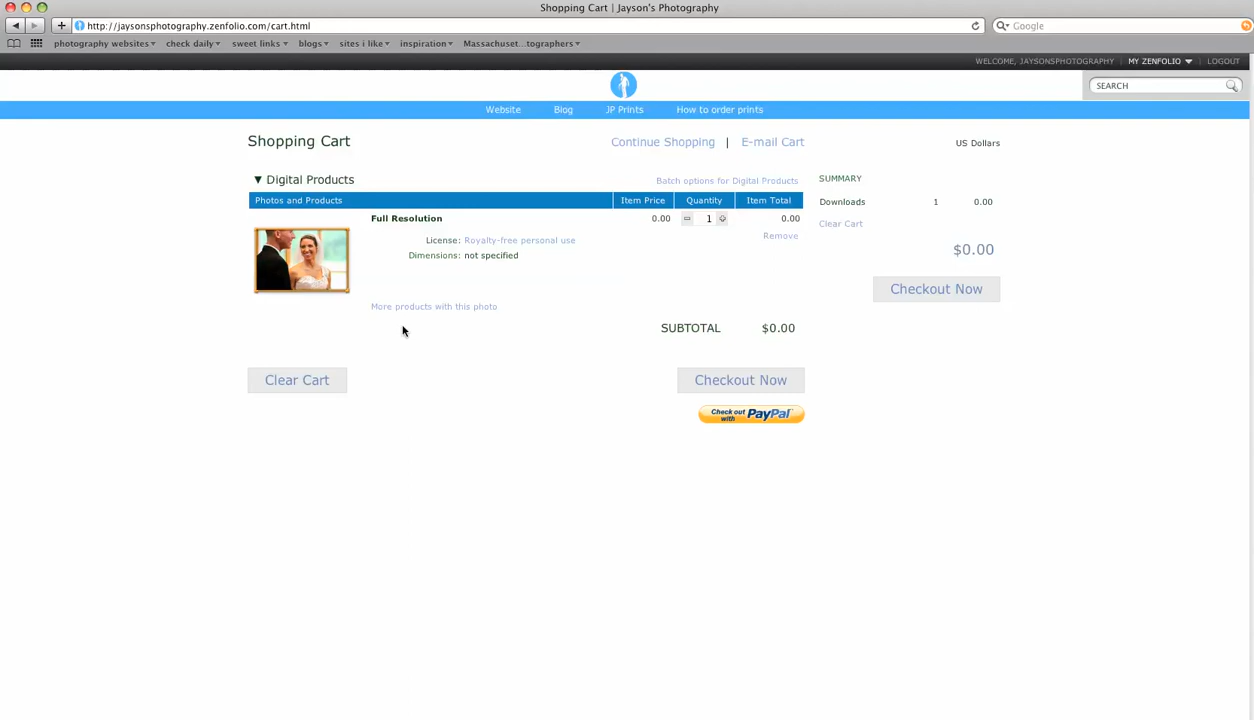 Shopping Cart | Jayson's Photography
http://jaysonsphotography.zenfolio.com/cart.html
Google
photography websites check daily sweet links blogs sites i like inspiration Massachuset...tographers
WELCOME, JAYSONSPHOTOGRAPHY | MY ZENFOLIO | LOGOUT
SEARCH
Website Blog JP Prints How to order prints
Shopping Cart Continue Shopping | E-mail Cart US Dollars
Digital Products Batch options for Digital Products SUMMARY
Photos and Products Item Price Quantity Item Total Downloads 1 0.00
Full Resolution 0.00 1 0.00 Clear Cart
Remove
License: Royalty-free personal use
Dimensions: not specified $0.00
Checkout Now
More products with this photo
SUBTOTAL $0.00
Clear Cart Checkout Now
Check out with PayPal